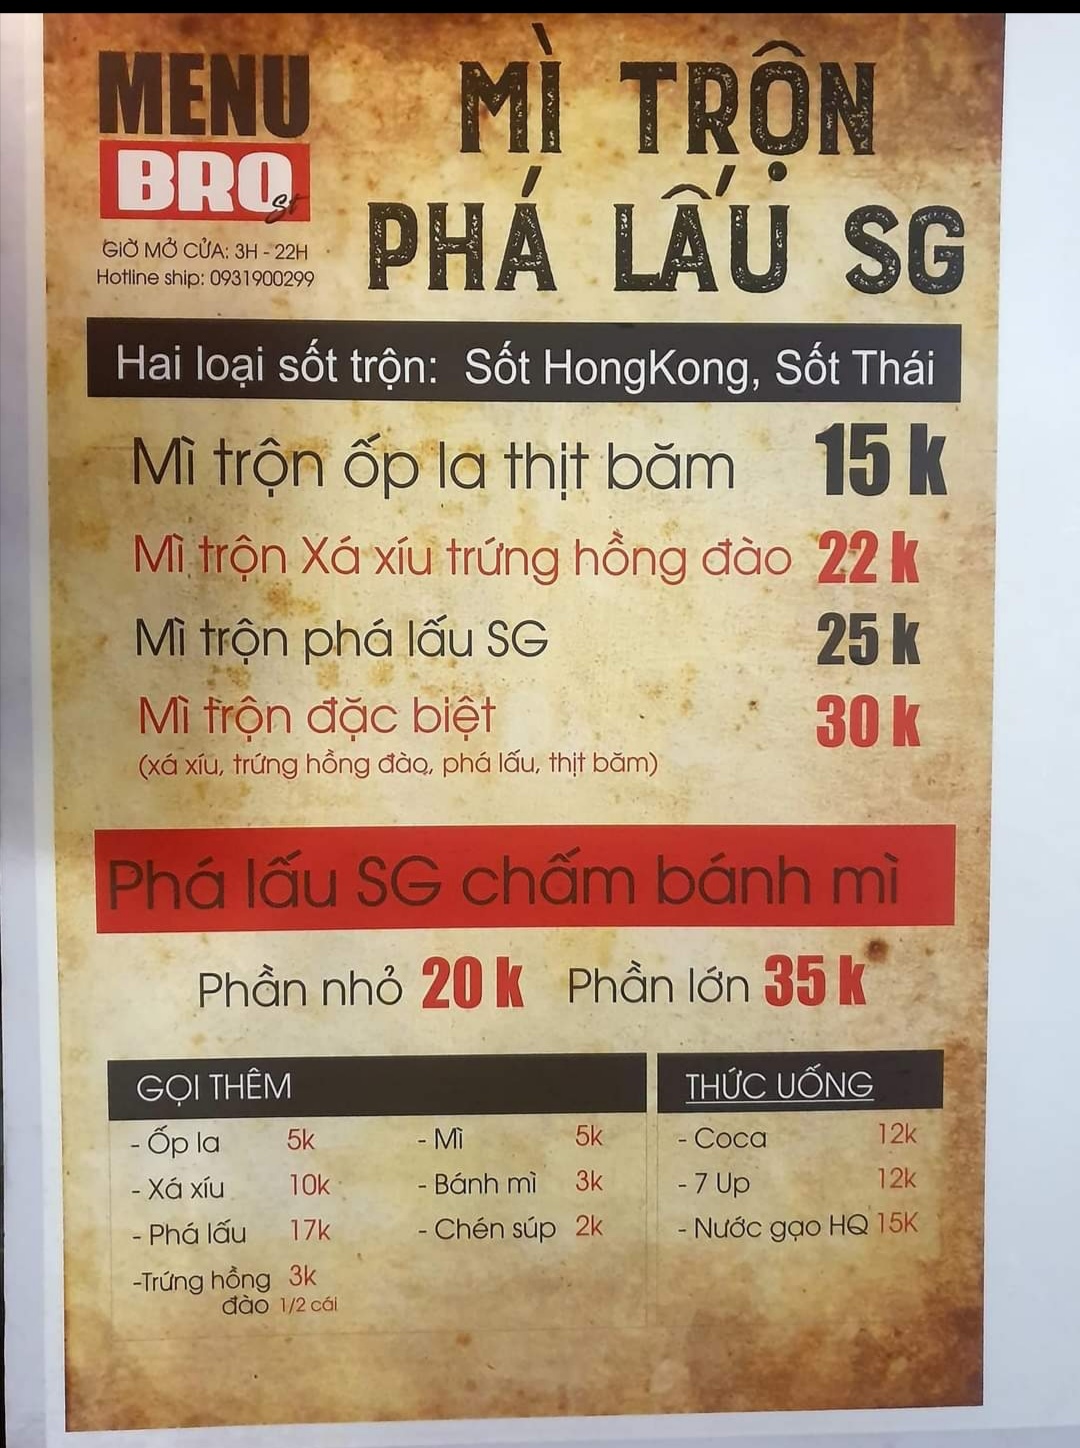 MENU
BRO St
GIỜ MỞ CỬA: 3H - 22H
Hotline ship: 0931900299
MÌ TRỘN
PHÁ LẤU SG
Hai loại sốt trộn: Sốt HongKong, Sốt Thái
Mì trộn ốp la thịt băm 15 k
Mì trộn Xá xíu trứng hồng đào 22 k
Mì trộn phá lấu SG 25 k
Mì trộn đặc biệt 30 k
(xá xíu, trứng hồng đào, phá lấu, thịt băm)
Phá lấu SG chấm bánh mì
Phần nhỏ 20 k Phần lớn 35 k
GỌI THÊM
- Ốp la 5k
- Xá xíu 10k
- Phá lấu 17k
-Trứng hồng 3k
đào 1/2 cái
- Mì 5k
- Bánh mì 3k
- Chén súp 2k
THỨC UỐNG
- Coca 12k
- 7 Up 12k
- Nước gạo HQ 15K